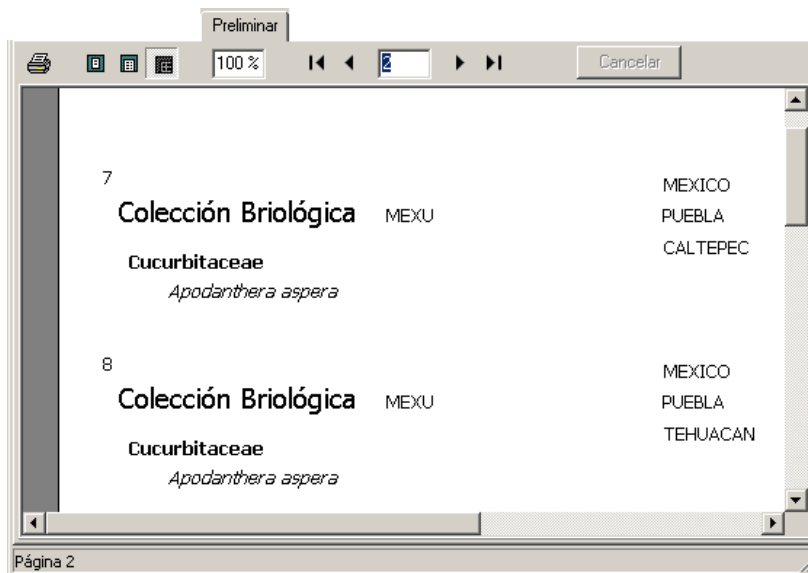 Preliminar
100 % 2 Cancelar
7 MEXICO
Colección Briológica MEXU PUEBLA
CALTEPEC
Cucurbitaceae
Apodanthera aspera
8 MEXICO
Colección Briológica MEXU PUEBLA
TEHUACAN
Cucurbitaceae
Apodanthera aspera
Página 2